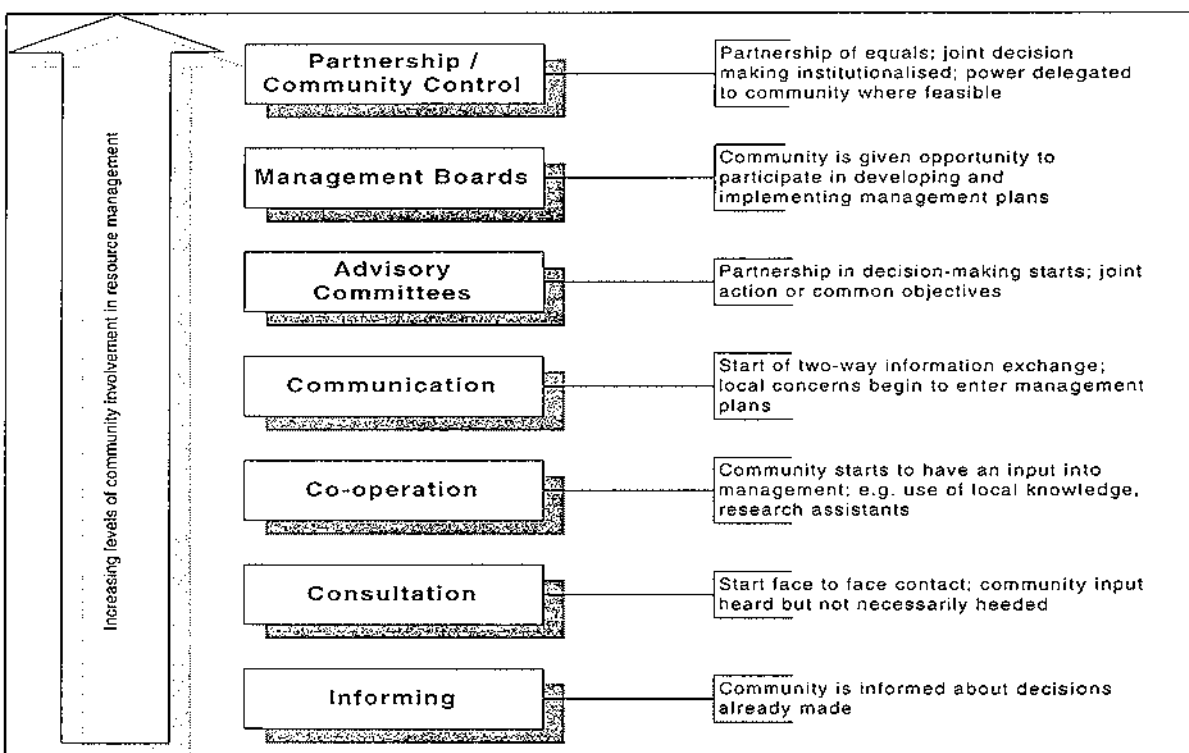 Increasing levels of community involvement in resource management
Partnership /
Community Control
Partnership of equals; joint decision
making institutionalised; power delegated
to community where feasible
Management Boards
Community is given opportunity to
participate in developing and
implementing management plans
Advisory
Committees
Partnership in decision-making starts; joint
action or common objectives
Communication
Start of two-way information exchange;
local concerns begin to enter management
plans
Co-operation
Community starts to have an input into
management; e.g. use of local knowledge,
research assistants
Consultation
Start face to face contact; community input
heard but not necessarily heeded
Informing
Community is informed about decisions
already made